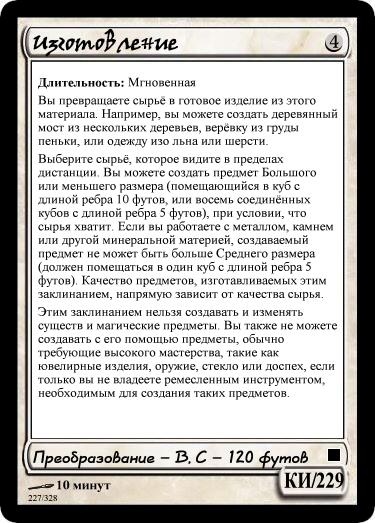 Изготовление
4
Длительность: Мгновенная
Вы превращаете сырьё в готовое изделие из этого
материала. Например, вы можете создать деревянный
мост из нескольких деревьев, верёвку из груды
пеньки, или одежду изо льна или шерсти.
Выберите сырьё, которое видите в пределах
дистанции. Вы можете создать предмет Большого
или меньшего размера (помещающийся в куб с
длиной ребра 10 футов, или восемь соединённых
кубов с длиной ребра 5 футов), при условии, что
сырья хватит. Если вы работаете с металлом, камнем
или другой минеральной материей, создаваемый
предмет не может быть больше Среднего размера
(должен помещаться в один куб с длиной ребра 5
футов). Качество предметов, изготавливаемых этим
заклинанием, напрямую зависит от качества сырья.
Этим заклинанием нельзя создавать и изменять
существ и магические предметы. Вы также не можете
создавать с его помощью предметы, обычно
требующие высокого мастерства, такие как
ювелирные изделия, оружие, стекло или доспех, если
только вы не владеете ремесленным инструментом,
необходимым для создания таких предметов.
Преобразование – В, С – 120 футов
10 минут
КИ/229
227/328